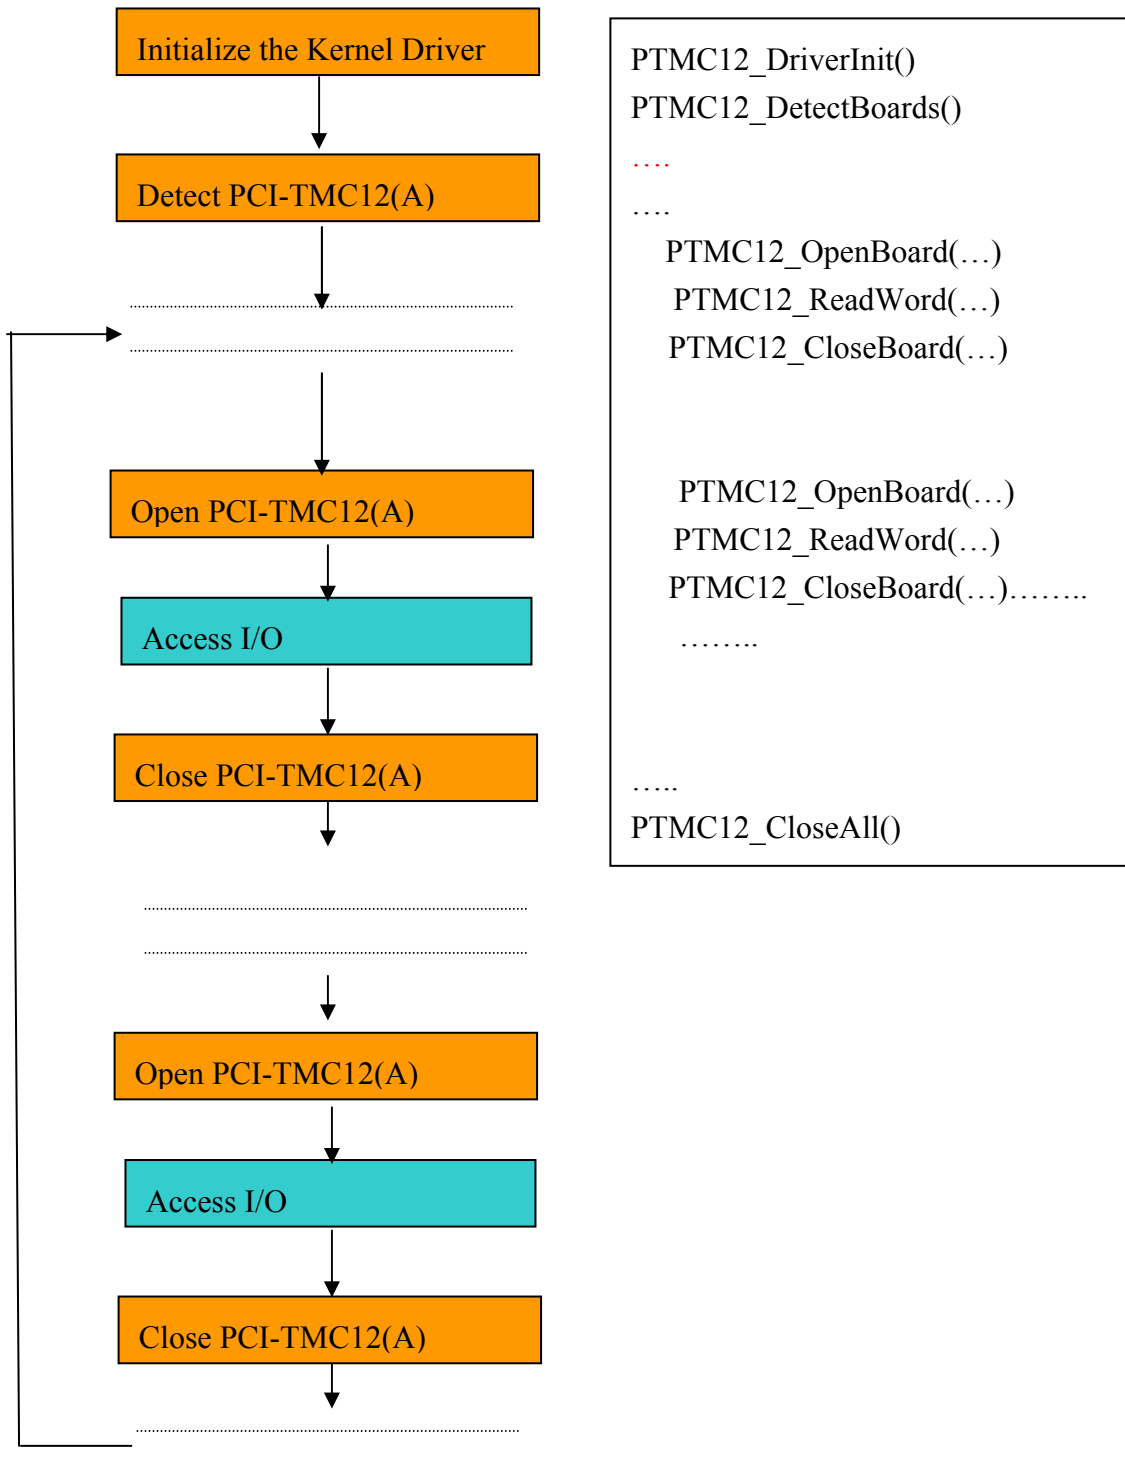 Initialize the Kernel Driver
Detect PCI-TMC12(A)
Open PCI-TMC12(A)
Access I/O
Close PCI-TMC12(A)
Open PCI-TMC12(A)
Access I/O
Close PCI-TMC12(A)
PTMC12_DriverInit()
PTMC12_DetectBoards()
….
….
PTMC12_OpenBoard(…)
PTMC12_ReadWord(…)
PTMC12_CloseBoard(…)
PTMC12_OpenBoard(…)
PTMC12_ReadWord(…)
PTMC12_CloseBoard(…)……..
……..
…..
PTMC12_CloseAll()